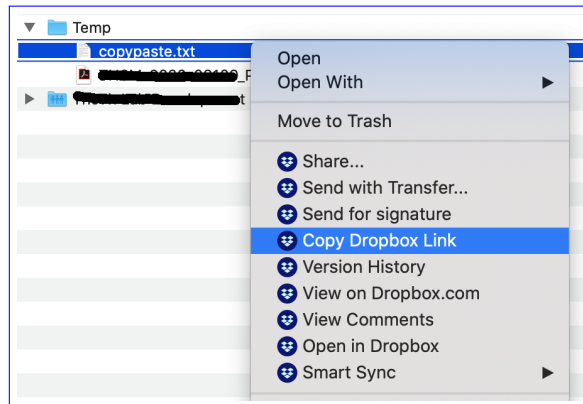 Temp
copypaste.txt
Open
Open With
Move to Trash
Share...
Send with Transfer...
Send for signature
Copy Dropbox Link
Version History
View on Dropbox.com
View Comments
Open in Dropbox
Smart Sync